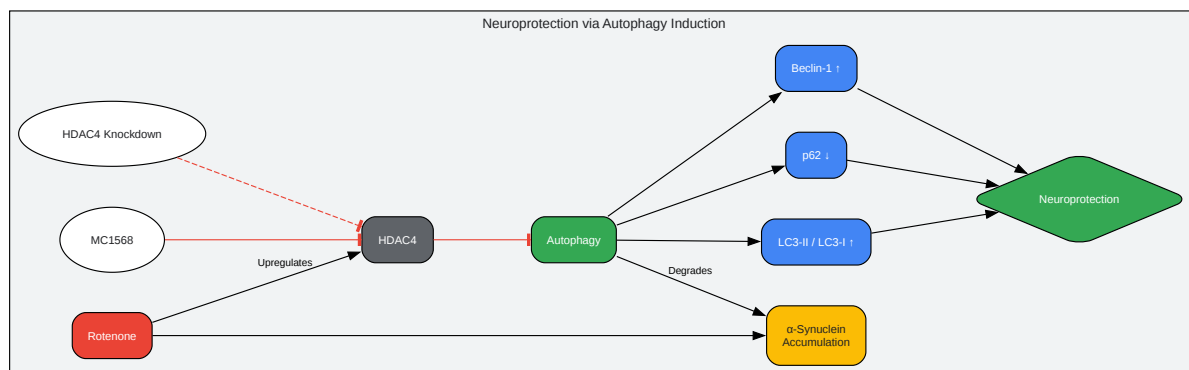 Neuroprotection via Autophagy Induction
Beclin-1 ↑
HDAC4 Knockdown
p62 ↓
Neuroprotection
MC1568
HDAC4
Autophagy
LC3-II / LC3-I ↑
Upregulates
Degrades
Rotenone
α-Synuclein
Accumulation